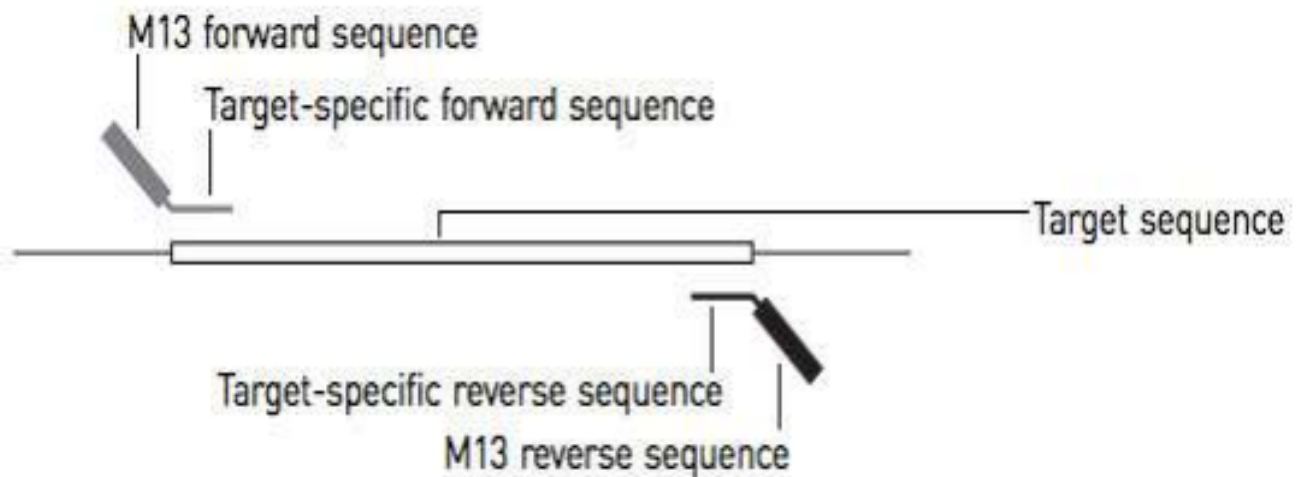 M13 forward sequence
Target-specific forward sequence
Target sequence
Target-specific reverse sequence
M13 reverse sequence